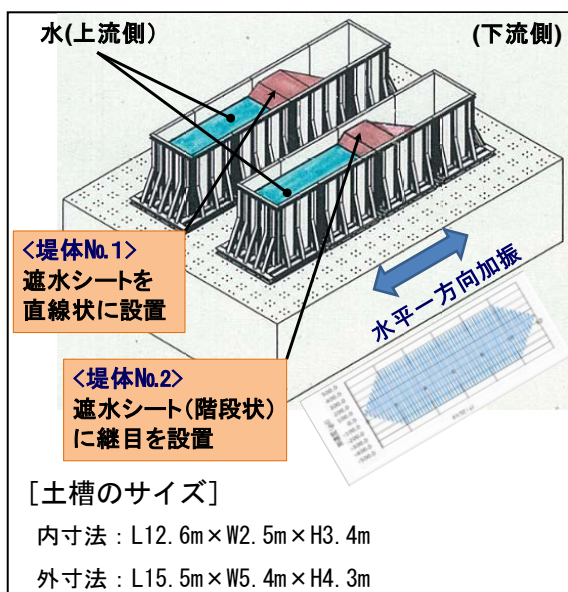 水(上流側)
(下流側)
<堤体No.1>
遮水シートを
直線状に設置
水平一方向加振
<堤体No.2>
遮水シート(階段状)
に継目を設置
[土槽のサイズ]
内寸法：L12.6m×W2.5m×H3.4m
外寸法：L15.5m×W5.4m×H4.3m